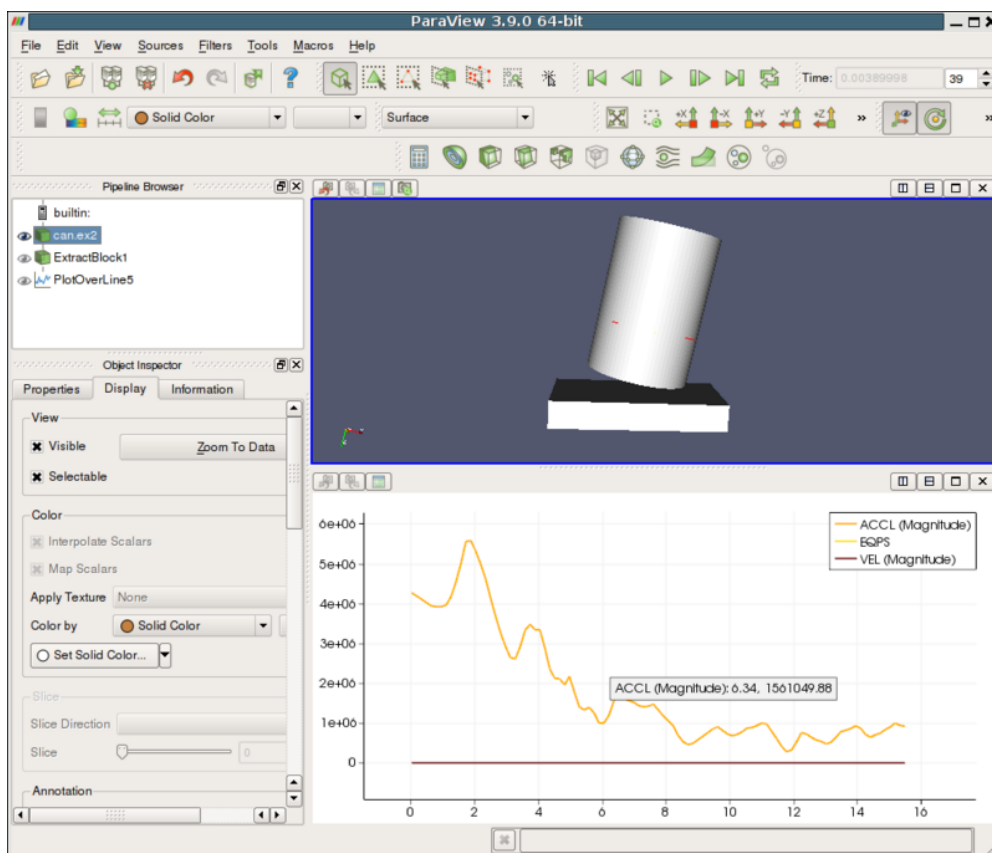 ParaView 3.9.0 64-bit
File Edit View Sources Filters Tools Macros Help
Time: 0.00389998 39
Solid Color Surface +X -X +Y -Y +Z »
Pipeline Browser
builtin:
can.ex2
ExtractBlock1
PlotOverLine5
Object Inspector
Properties Display Information
View
Visible Zoom To Data
Selectable
Color
Interpolate Scalars
Map Scalars
Apply Texture None
Color by Solid Color
Set Solid Color...
Slice
Slice Direction
Slice 0
Annotation
6e+06
5e+06
4e+06
3e+06
2e+06
1e+06
0
ACCL (Magnitude)
EQPS
VEL (Magnitude)
ACCL (Magnitude): 6.34, 1561049.88
0 2 4 6 8 10 12 14 16